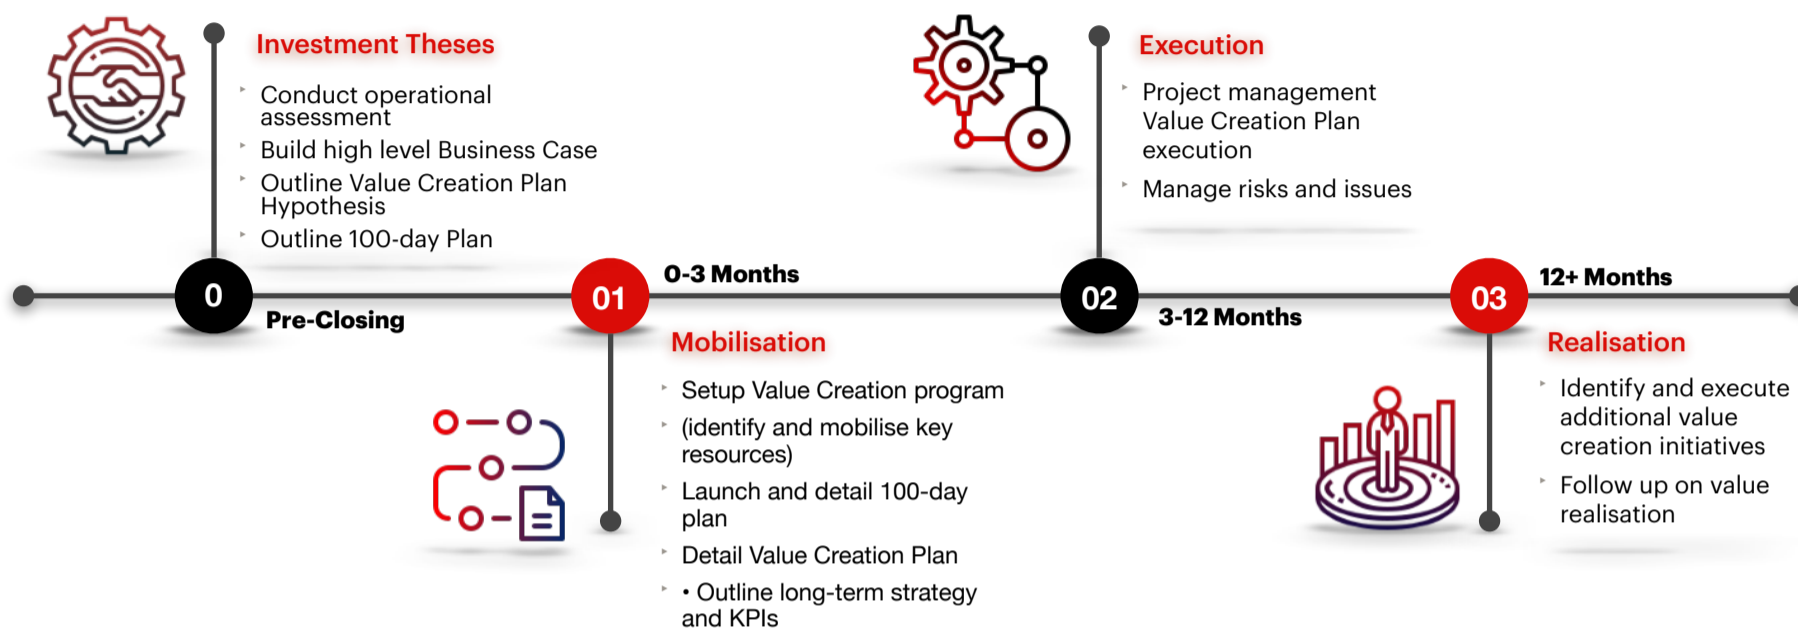 Investment Theses
Conduct operational
assessment
Build high level Business Case
Outline Value Creation Plan
Hypothesis
Outline 100-day Plan
0
Pre-Closing
01
0-3 Months
Mobilisation
Setup Value Creation program
(identify and mobilise key
resources)
Launch and detail 100-day
plan
Detail Value Creation Plan
• Outline long-term strategy
and KPIs
Execution
Project management
Value Creation Plan
execution
Manage risks and issues
02
3-12 Months
03
12+ Months
Realisation
Identify and execute
additional value
creation initiatives
Follow up on value
realisation